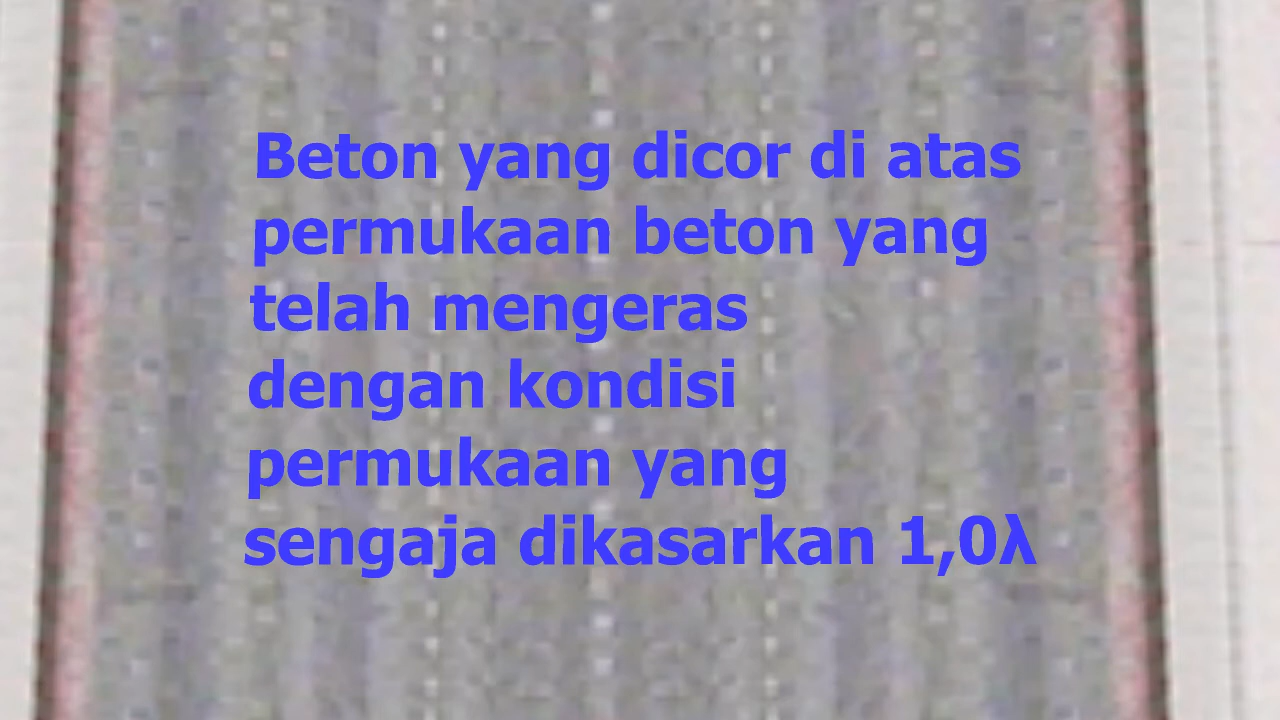 Beton yang dicor di atas
permukaan beton yang
telah mengeras
dengan kondisi
permukaan yang
sengaja dikasarkan 1,0λ